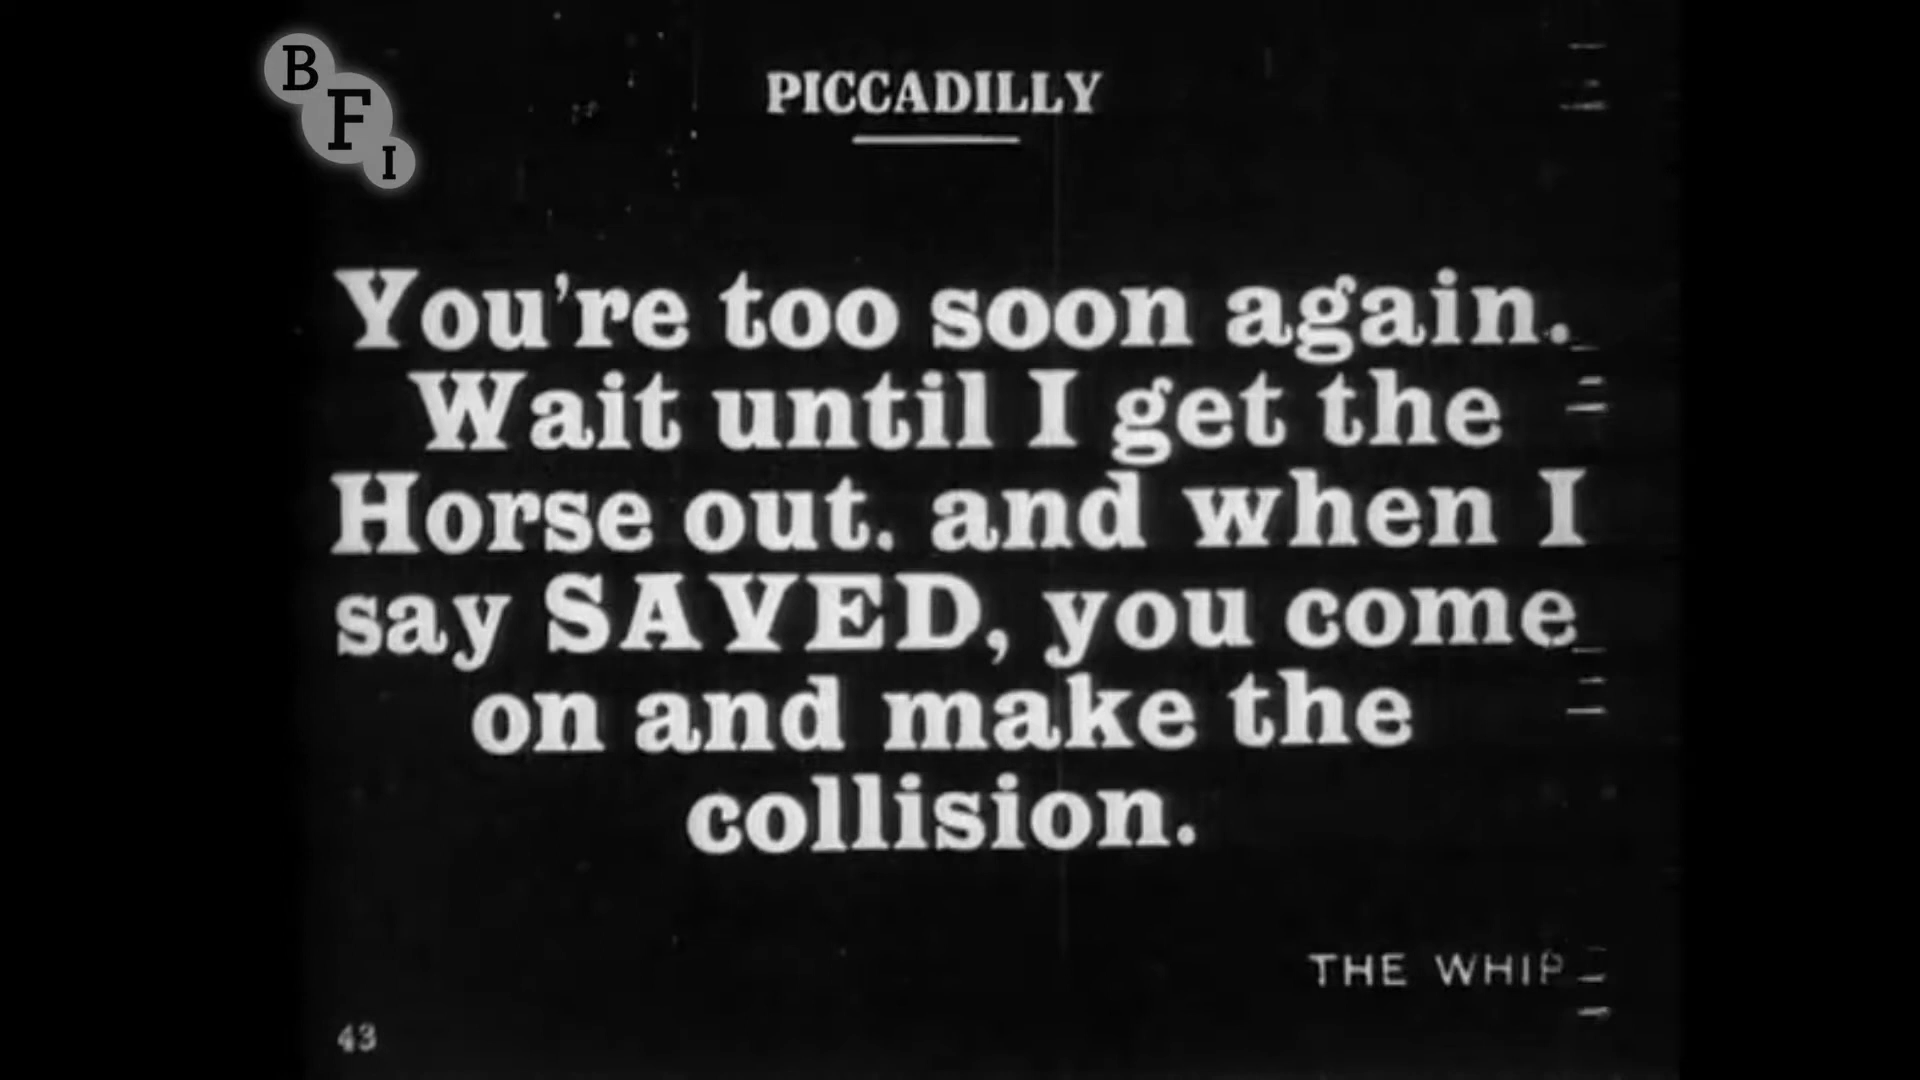 BFI
PICCADILLY
You're too soon again.
Wait until I get the
Horse out. and when I
say SAVED, you come
on and make the
collision.
THE WHIP
43